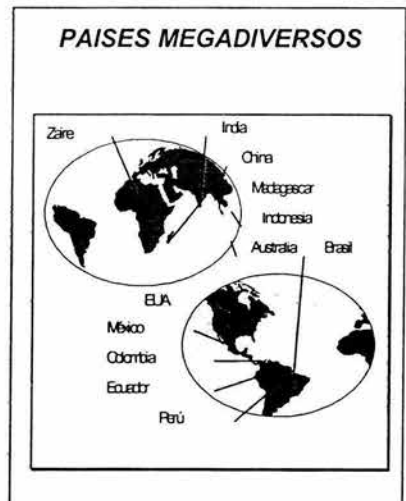 PAISES MEGADIVERSOS
Zaire
India
China
Madagascar
Indonesia
Australia
Brasil
EUA
México
Colombia
Ecuador
Perú